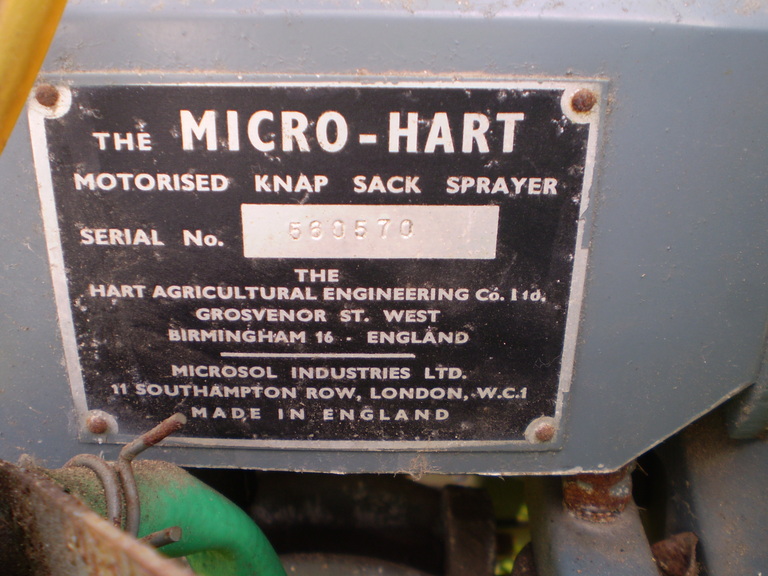 THE MICRO-HART
MOTORISED KNAP SACK SPRAYER
SERIAL No. 569570
THE
HART AGRICULTURAL ENGINEERING Co. Ltd.
GROSVENOR ST. WEST
BIRMINGHAM 16 - ENGLAND
MICROSOL INDUSTRIES LTD.
11 SOUTHAMPTON ROW, LONDON, W.C.1
MADE IN ENGLAND